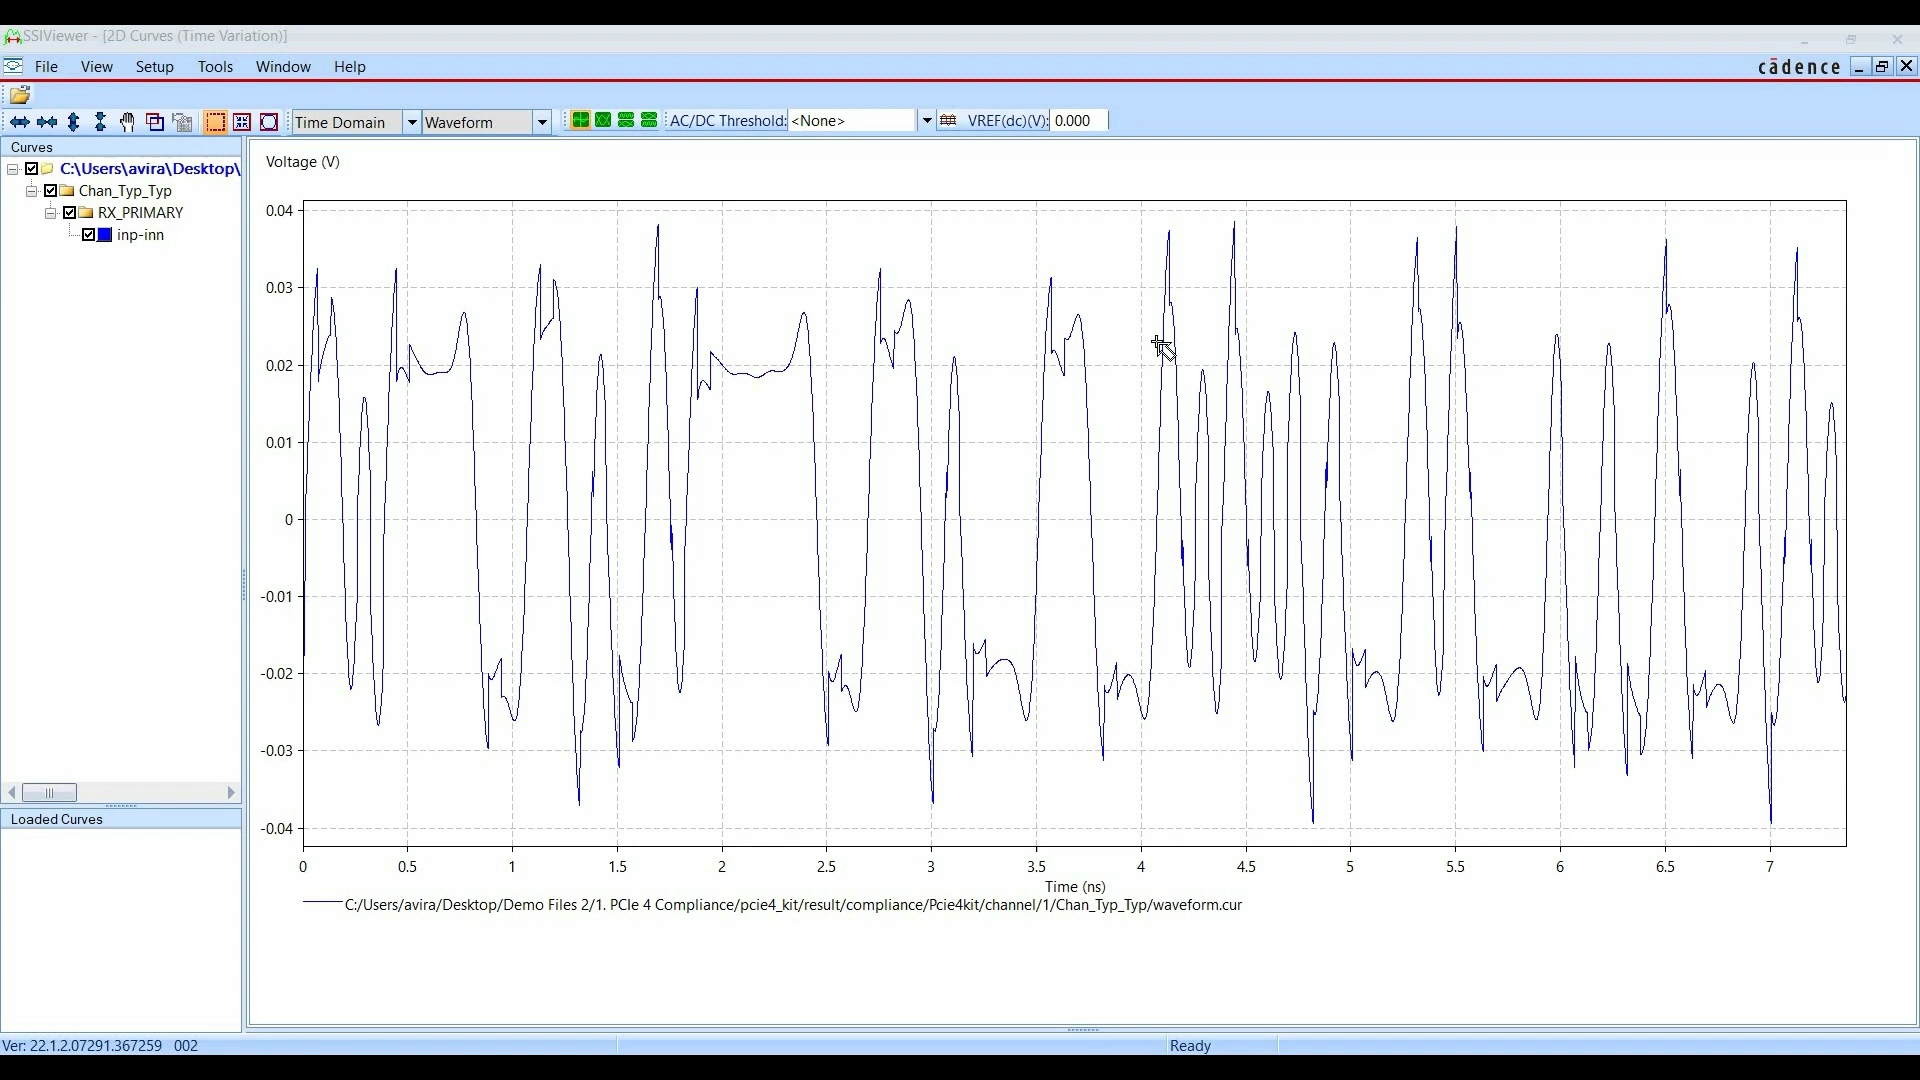 SSIViewer - [2D Curves (Time Variation)]
File View Setup Tools Window Help
cādence
Time Domain Waveform AC/DC Threshold: <None> VREF(dc)(V): 0.000
Curves
C:\Users\avira\Desktop\
Chan_Typ_Typ
RX_PRIMARY
inp-inn
Loaded Curves
Voltage (V)
0.04
0.03
0.02
0.01
0
-0.01
-0.02
-0.03
-0.04
0 0.5 1 1.5 2 2.5 3 3.5 4 4.5 5 5.5 6 6.5 7
Time (ns)
C:/Users/avira/Desktop/Demo Files 2/1. PCIe 4 Compliance/pcie4_kit/result/compliance/Pcie4kit/channel/1/Chan_Typ_Typ/waveform.cur
Ver: 22.1.2.07291.367259 002
Ready